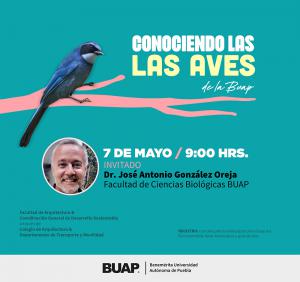 CONOCIENDO LAS
LAS AVES
de la Buap
7 DE MAYO / 9:00 HRS.
INVITADO
Dr. José Antonio González Oreja
Facultad de Ciencias Biológicas BUAP
Facultad de Arquitectura &
Coordinación General de Desarrollo Sustentable
Colegio de Arquitectura &
Departamento de Transporte y Movilidad
BUAP
Benemérita Universidad
Autónoma de Puebla